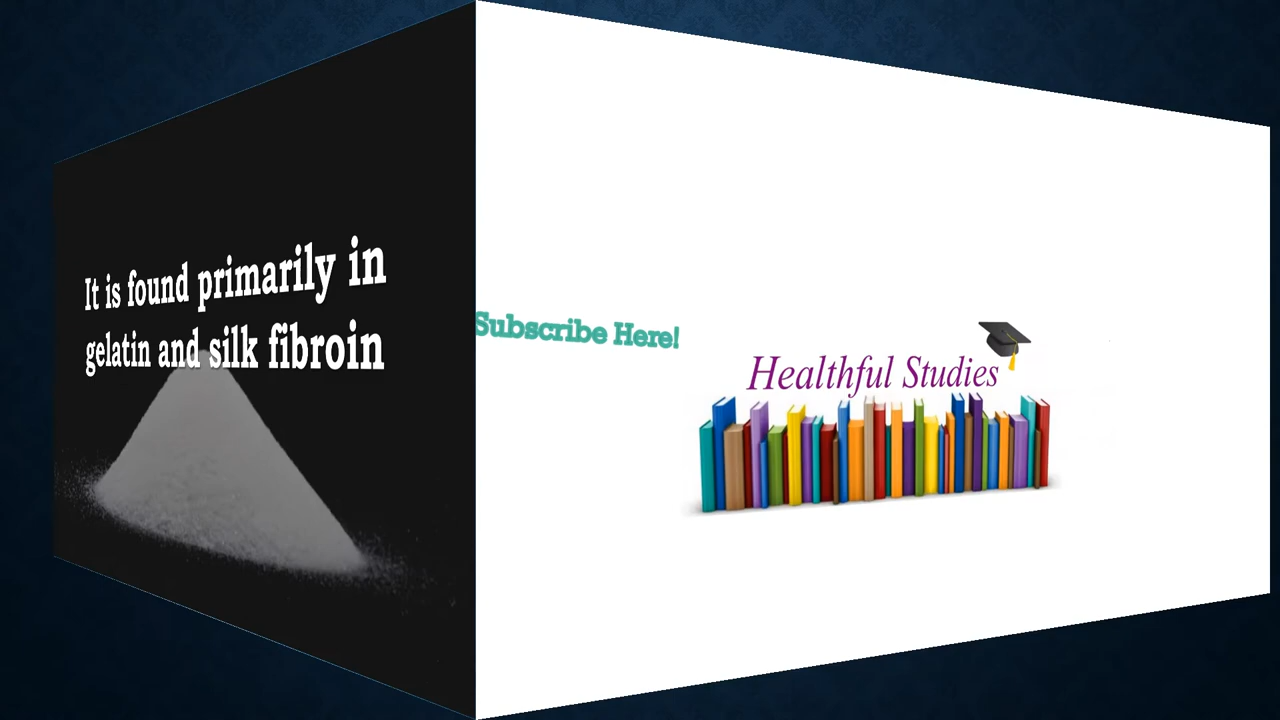 It is found primarily in
gelatin and silk fibroin
Subscribe Here!
Healthful Studies